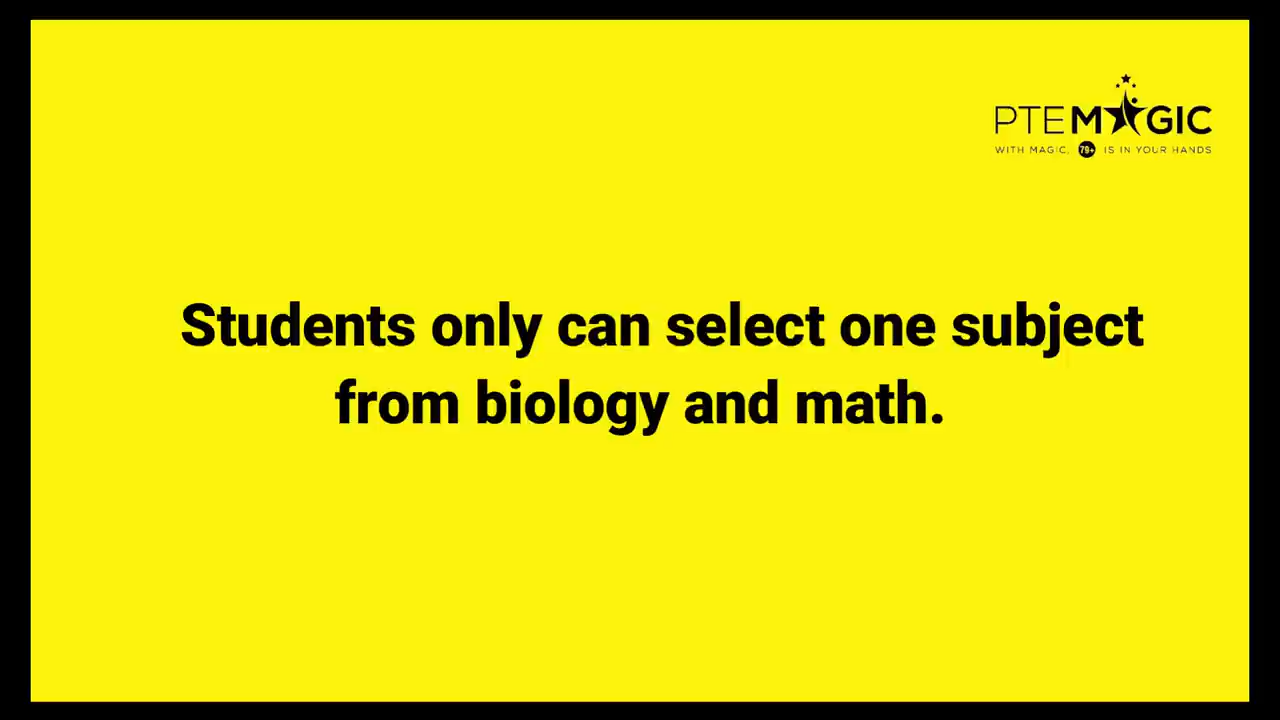 PTEMAGIC
WITH MAGIC, 79+ IS IN YOUR HANDS
Students only can select one subject
from biology and math.